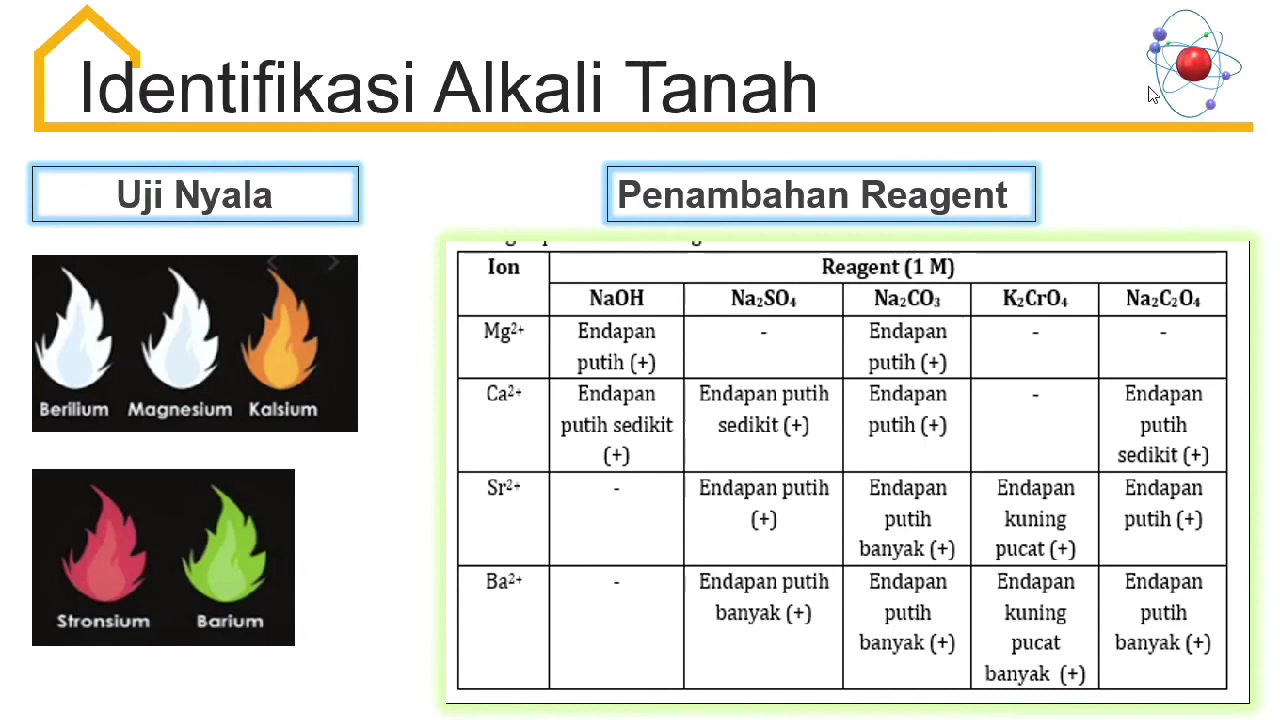 Identifikasi Alkali Tanah
Uji Nyala
Penambahan Reagent
Berilium Magnesium Kalsium
Stronsium Barium
Ion Reagent (1 M)
NaOH Na₂SO₄ Na₂CO₃ K₂CrO₄ Na₂C₂O₄
Mg²⁺ Endapan - Endapan - -
putih (+) putih (+)
Ca²⁺ Endapan Endapan putih Endapan - Endapan
putih sedikit sedikit (+) putih (+) putih
(+) sedikit (+)
Sr²⁺ - Endapan putih Endapan Endapan Endapan
(+) putih kuning putih (+)
banyak (+) pucat (+)
Ba²⁺ - Endapan putih Endapan Endapan Endapan
banyak (+) putih kuning putih
banyak (+) pucat banyak (+)
banyak (+)